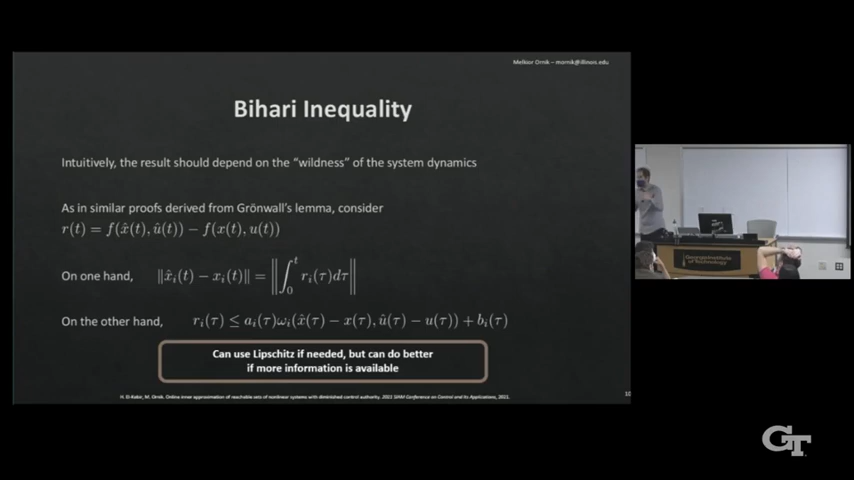 Melkior Ornik – mornik@illinois.edu
Bihari Inequality
Intuitively, the result should depend on the "wildness" of the system dynamics
As in similar proofs derived from Grönwall's lemma, consider
r(t) = f(x̂(t), û(t)) − f(x(t), u(t))
On one hand, ‖x̂ᵢ(t) − xᵢ(t)‖ = ‖∫₀ᵗ rᵢ(τ)dτ‖
On the other hand, rᵢ(τ) ≤ aᵢ(τ)ωᵢ(x̂(τ) − x(τ), û(τ) − u(τ)) + bᵢ(τ)
Can use Lipschitz if needed, but can do better
if more information is available
H. El-Kebir, M. Ornik. Online inner approximation of reachable sets of nonlinear systems with diminished control authority. 2021 SIAM Conference on Control and its Applications, 2021.
10
Georgia Institute
of Technology
GT